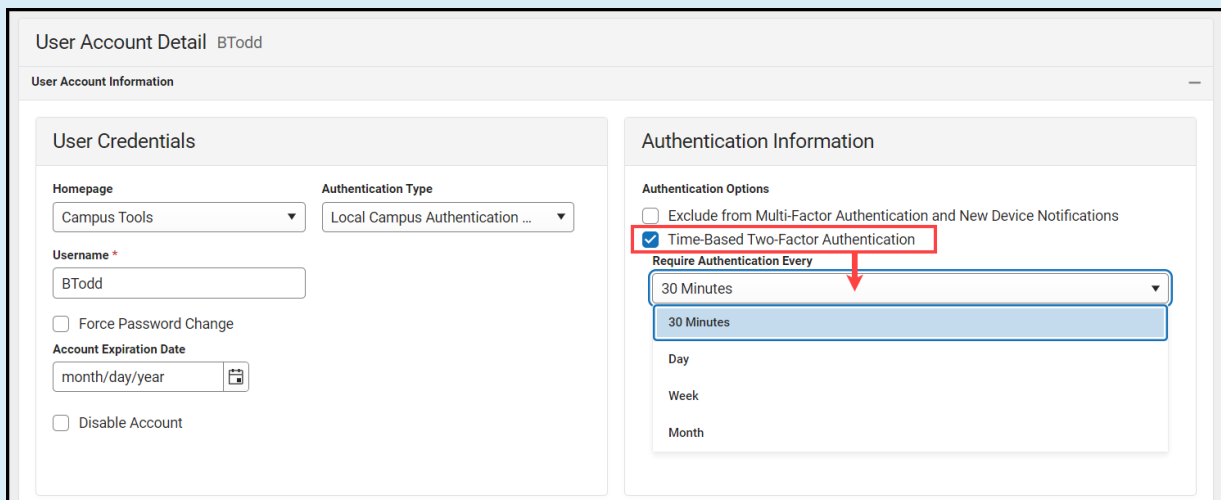 User Account Detail BTodd
User Account Information
User Credentials
Homepage
Authentication Type
Campus Tools
Local Campus Authentication ...
Username *
BTodd
Force Password Change
Account Expiration Date
month/day/year
Disable Account
Authentication Information
Authentication Options
Exclude from Multi-Factor Authentication and New Device Notifications
Time-Based Two-Factor Authentication
Require Authentication Every
30 Minutes
30 Minutes
Day
Week
Month